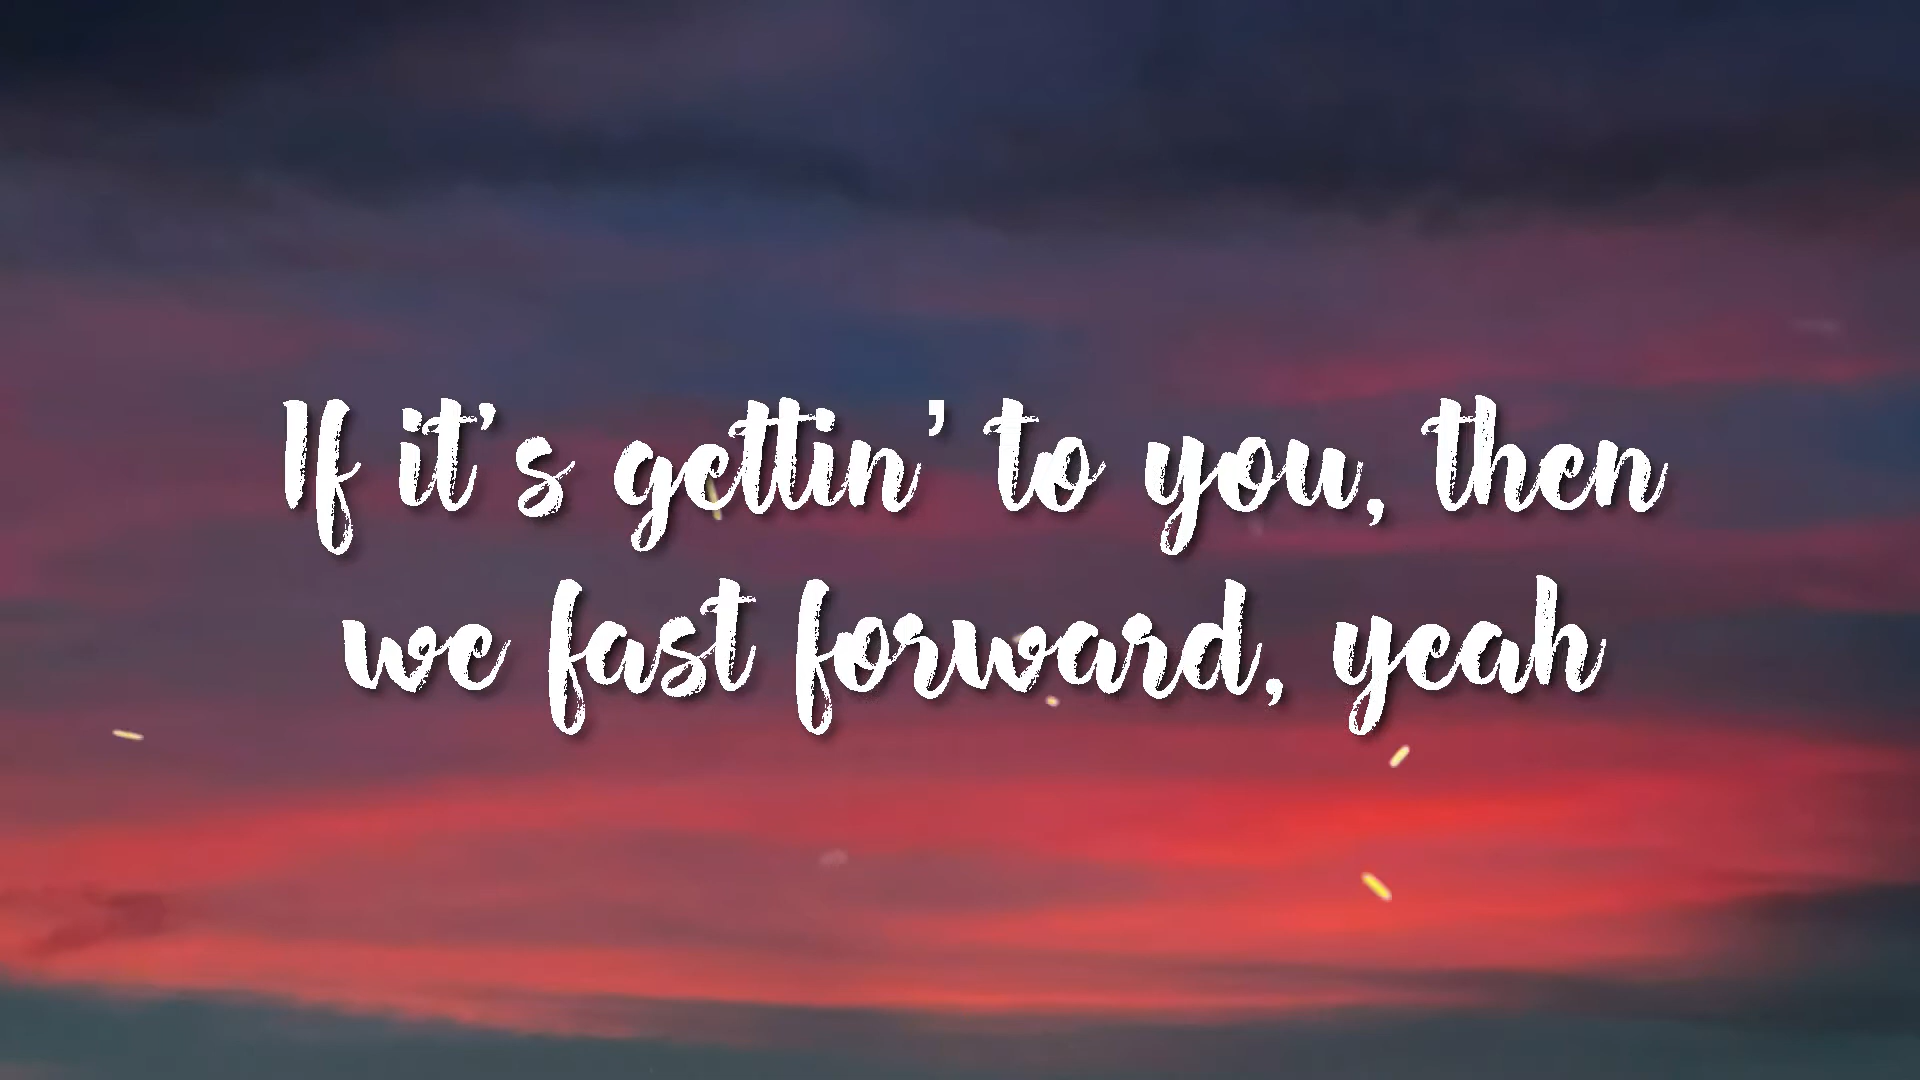 If it's gettin' to you, then
we fast forward, yeah